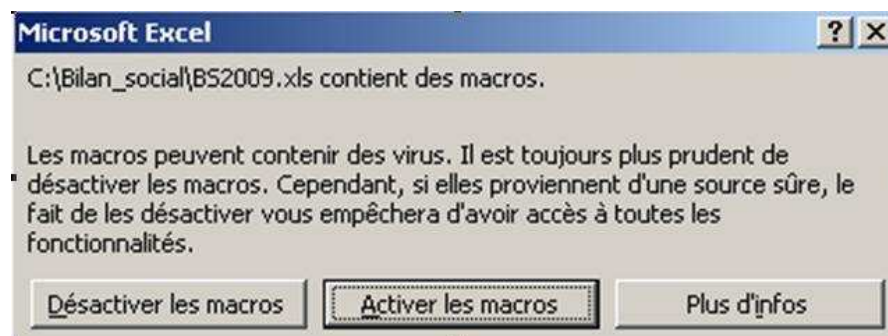 Microsoft Excel
C:\Bilan_social\BS2009.xls contient des macros.
Les macros peuvent contenir des virus. Il est toujours plus prudent de
désactiver les macros. Cependant, si elles proviennent d'une source sûre, le
fait de les désactiver vous empêchera d'avoir accès à toutes les
fonctionnalités.
Désactiver les macros Activer les macros Plus d'infos